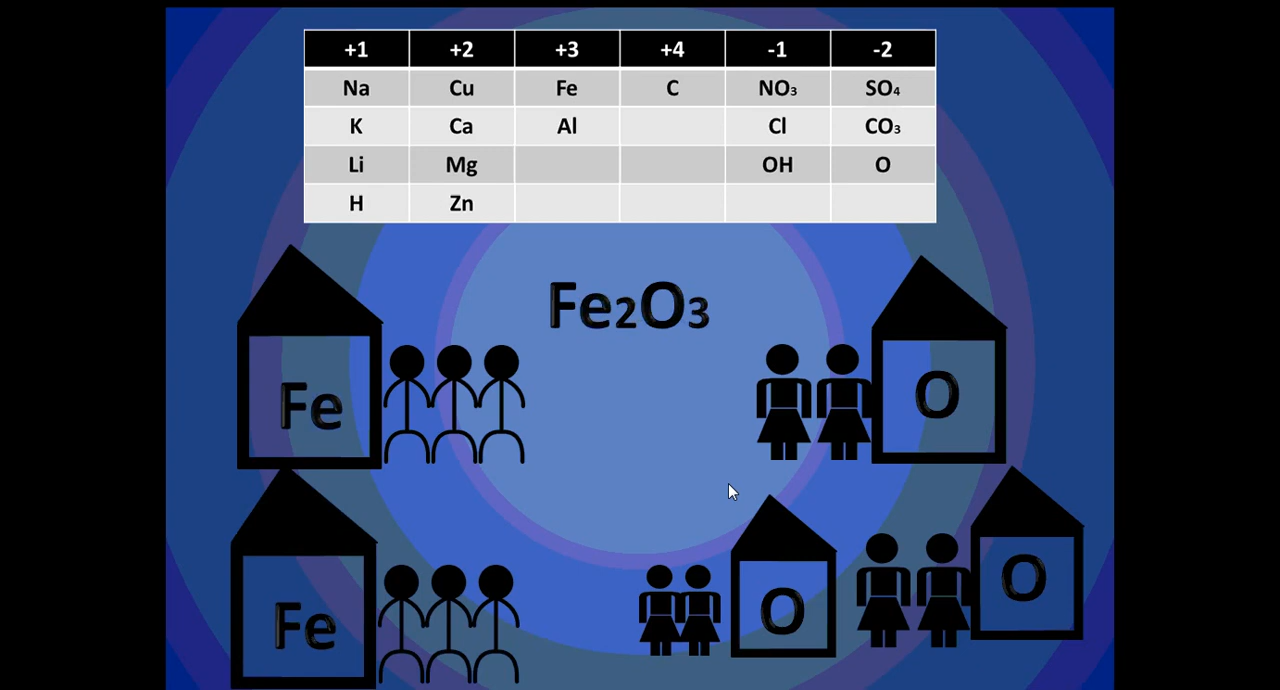 +1 +2 +3 +4 -1 -2
Na Cu Fe C NO₃ SO₄
K Ca Al Cl CO₃
Li Mg OH O
H Zn
Fe₂O₃
Fe O
Fe O O